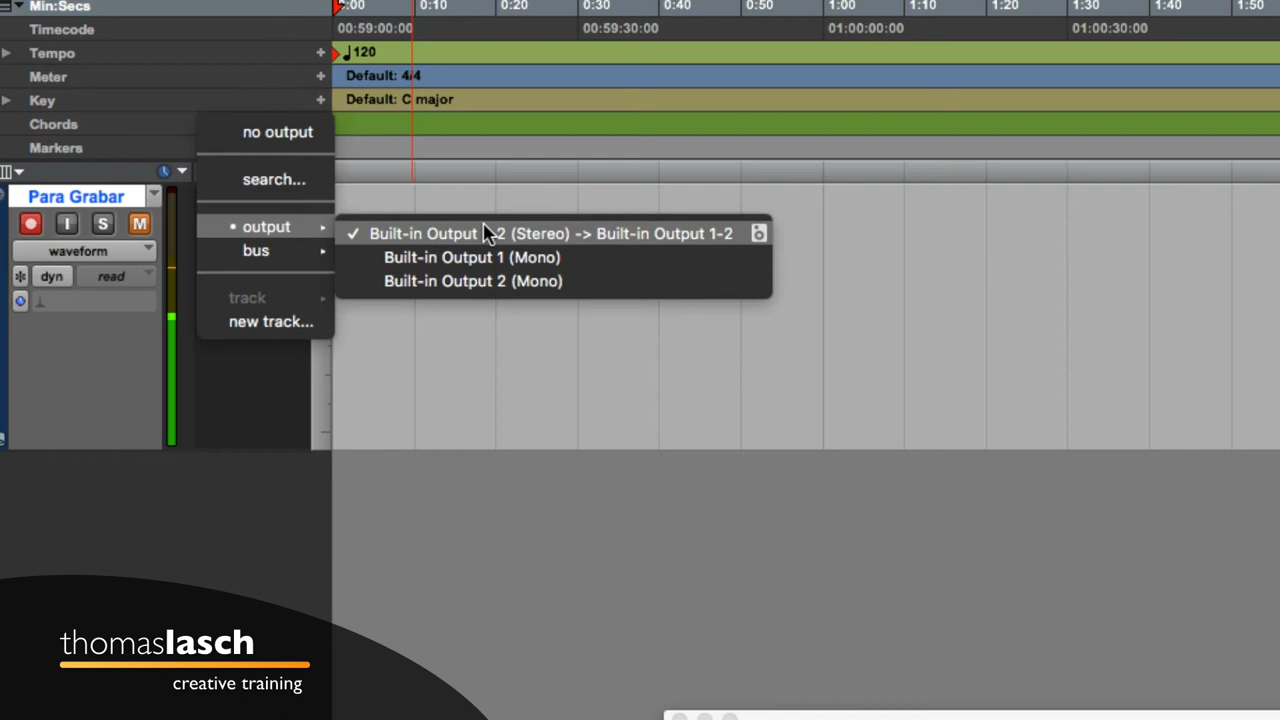 Min:Secs
:00 0:10 0:20 0:30 0:40 0:50 1:00 1:10 1:20 1:30 1:40 1:50
Timecode
00:59:00:00 00:59:30:00 01:00:00:00 01:00:30:00
Tempo + 120
Meter + Default: 4/4
Key + Default: C major
Chords
Markers
no output
search...
Para Grabar
I S M
• output
bus
Built-in Output -2 (Stereo) -> Built-in Output 1-2
Built-in Output 1 (Mono)
Built-in Output 2 (Mono)
waveform
dyn read
track
new track...
thomaslasch
creative training